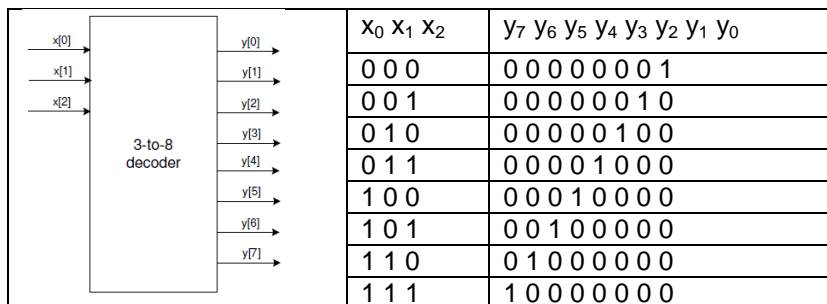 x[0]
x[1]
x[2]
3-to-8
decoder
y[0]
y[1]
y[2]
y[3]
y[4]
y[5]
y[6]
y[7]
x₀ x₁ x₂ y₇ y₆ y₅ y₄ y₃ y₂ y₁ y₀
0 0 0 0 0 0 0 0 0 0 1
0 0 1 0 0 0 0 0 0 1 0
0 1 0 0 0 0 0 0 1 0 0
0 1 1 0 0 0 0 1 0 0 0
1 0 0 0 0 0 1 0 0 0 0
1 0 1 0 0 1 0 0 0 0 0
1 1 0 0 1 0 0 0 0 0 0
1 1 1 1 0 0 0 0 0 0 0